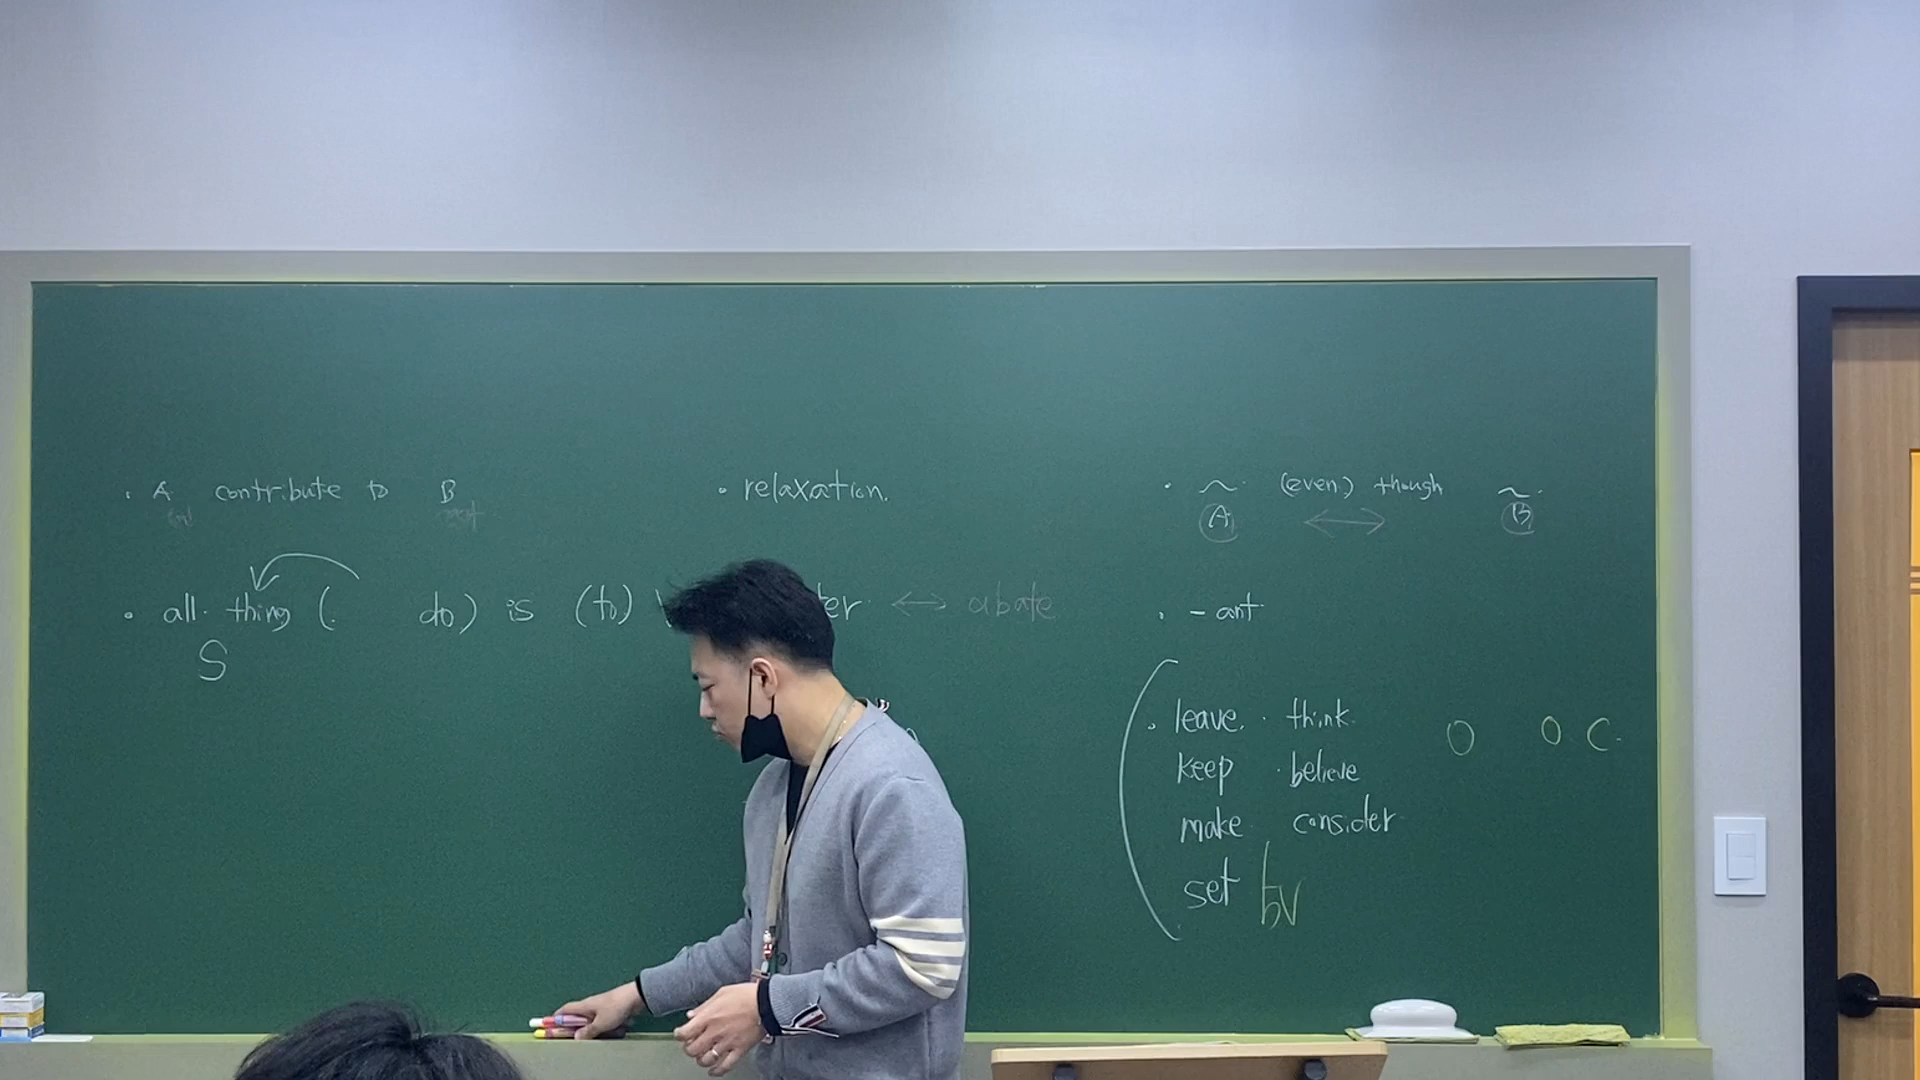 · A contribute to B
· all thing ( do) is (to)
S
· relaxation.
ter ↔ abate
· ~ (even) though ~
A ↔ B
· - ant
· leave. · think.
keep · believe
make consider
set
O O C.